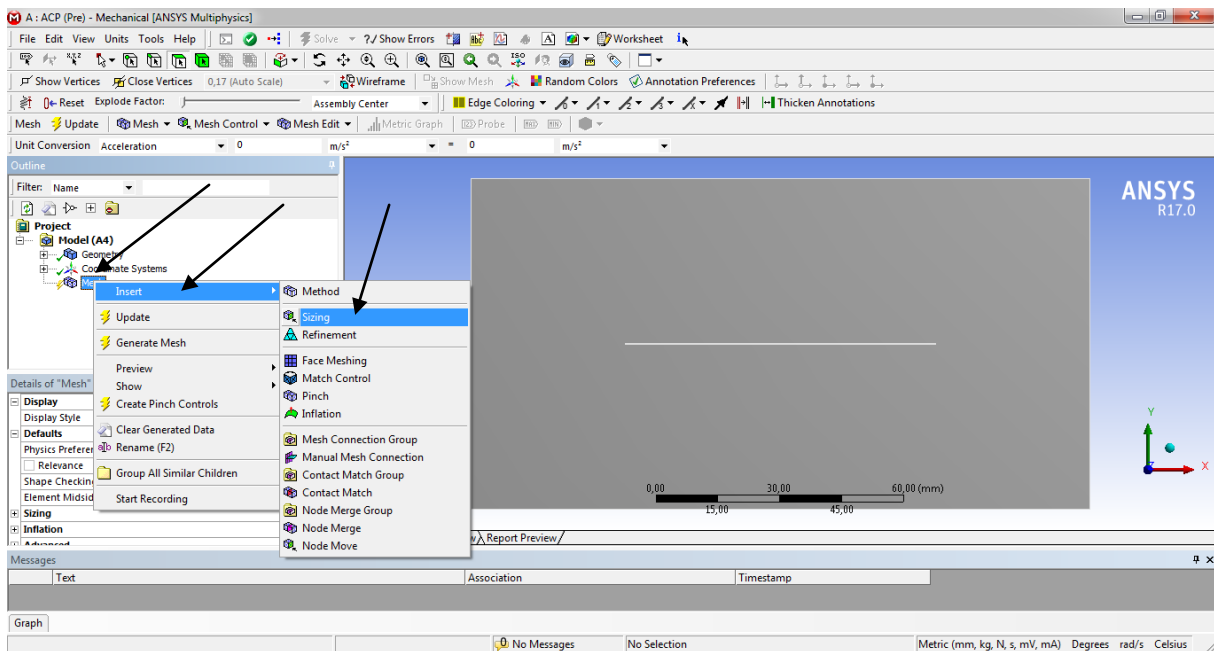 A : ACP (Pre) - Mechanical [ANSYS Multiphysics]
File Edit View Units Tools Help Solve ?/ Show Errors Worksheet
Show Vertices Close Vertices 0,17 (Auto Scale) Wireframe Show Mesh Random Colors Annotation Preferences
Reset Explode Factor: Assembly Center Edge Coloring Thicken Annotations
Mesh Update Mesh Mesh Control Mesh Edit Metric Graph Probe
Unit Conversion Acceleration 0 m/s² = 0 m/s²
Outline
Filter: Name
Project
Model (A4)
Geometry
Coordinate Systems
Insert
Update
Generate Mesh
Preview
Show
Create Pinch Controls
Clear Generated Data
Rename (F2)
Group All Similar Children
Start Recording
Method
Sizing
Refinement
Face Meshing
Match Control
Pinch
Inflation
Mesh Connection Group
Manual Mesh Connection
Contact Match Group
Contact Match
Node Merge Group
Node Merge
Node Move
Details of "Mesh"
Display
Display Style
Defaults
Physics Prefere
Relevance
Shape Checkin
Element Midsid
Sizing
Inflation
ANSYS
R17.0
Y
X
0,00 30,00 60,00 (mm)
15,00 45,00
Report Preview
Messages
Text Association Timestamp
Graph
No Messages No Selection Metric (mm, kg, N, s, mV, mA) Degrees rad/s Celsius